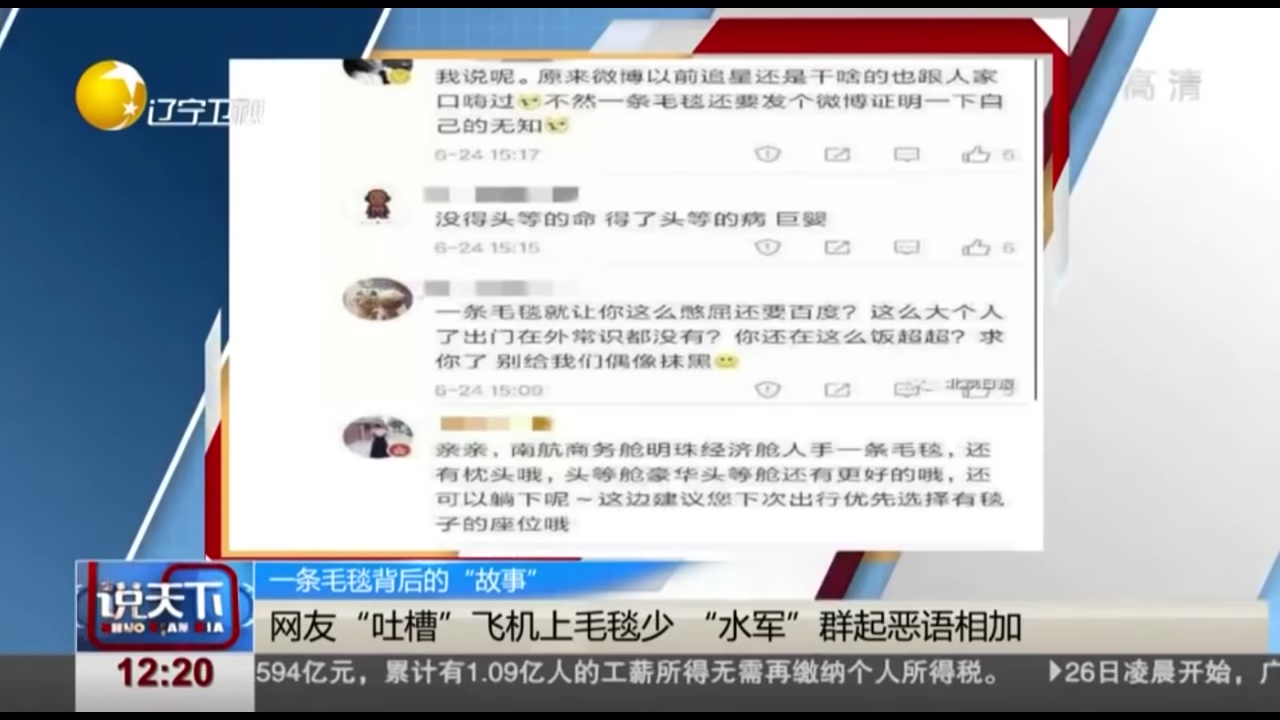 辽宁卫视
高清
我说呢。原来微博以前追星还是干啥的也跟人家
口嗨过 不然一条毛毯还要发个微博证明一下自
己的无知
6-24 15:17
6
没得头等的命 得了头等的病 巨婴
6-24 15:15
6
一条毛毯就让你这么憋屈还要百度？这么大个人
了出门在外常识都没有？你还在这么饭超超？求
你了 别给我们偶像抹黑
6-24 15:09
北京日报
亲亲，南航商务舱明珠经济舱人手一条毛毯，还
有枕头哦，头等舱豪华头等舱还有更好的哦，还
可以躺下呢～这边建议您下次出行优先选择有毯
子的座位哦
说天下
SHUO TIAN XIA
一条毛毯背后的“故事”
网友“吐槽”飞机上毛毯少 “水军”群起恶语相加
12:20
594亿元，累计有1.09亿人的工薪所得无需再缴纳个人所得税。 26日凌晨开始，广